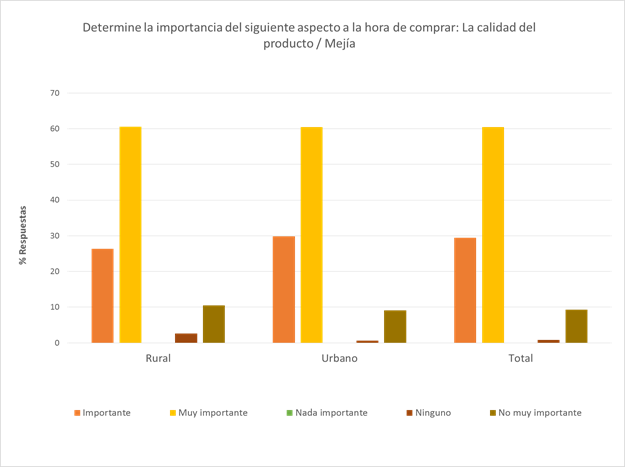 Determine la importancia del siguiente aspecto a la hora de comprar: La calidad del
producto / Mejía
70
60
50
40
30
20
10
0
% Respuestas
Rural Urbano Total
Importante Muy importante Nada importante Ninguno No muy importante